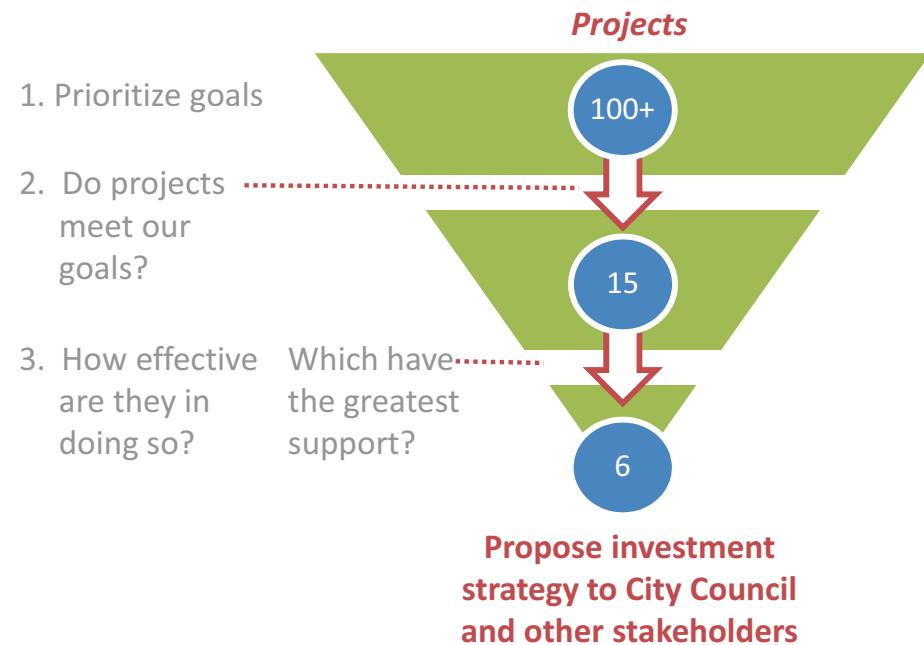 Projects
1. Prioritize goals
100+
2. Do projects
meet our
goals?
15
3. How effective
are they in
doing so?
Which have
the greatest
support?
6
Propose investment
strategy to City Council
and other stakeholders